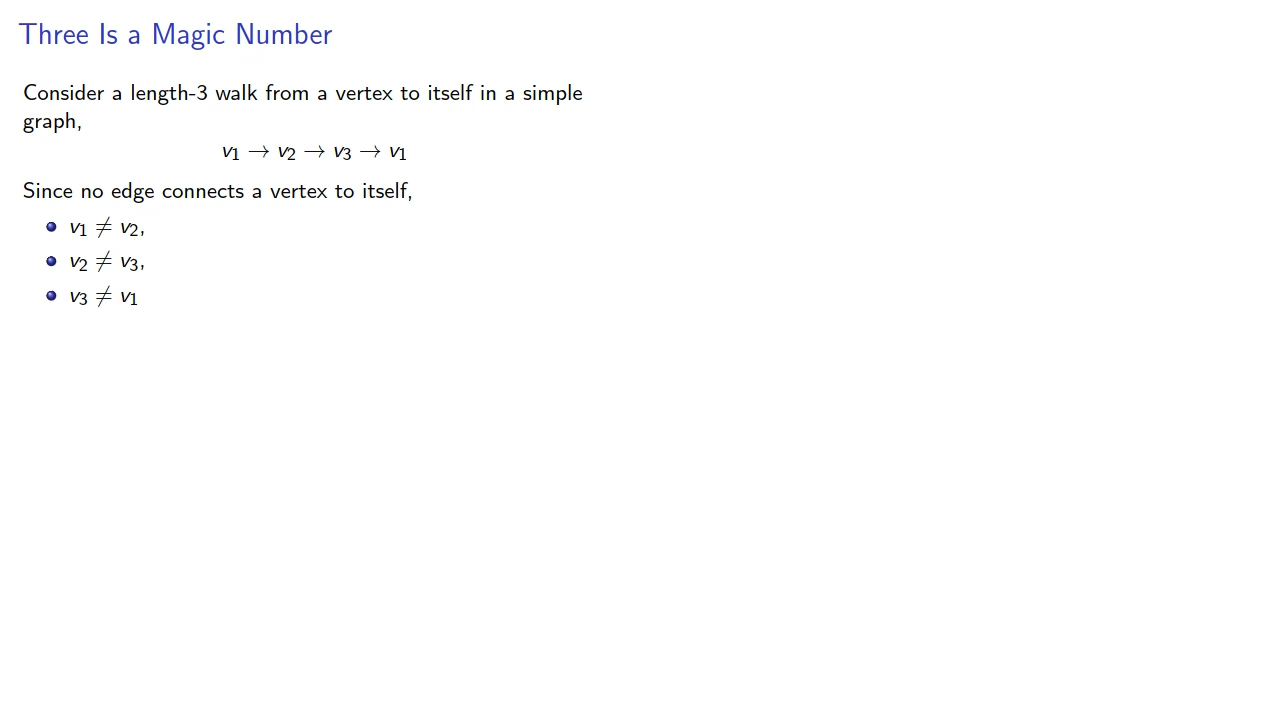 Three Is a Magic Number
Consider a length-3 walk from a vertex to itself in a simple
graph,
v₁ → v₂ → v₃ → v₁
Since no edge connects a vertex to itself,
• v₁ ≠ v₂,
• v₂ ≠ v₃,
• v₃ ≠ v₁